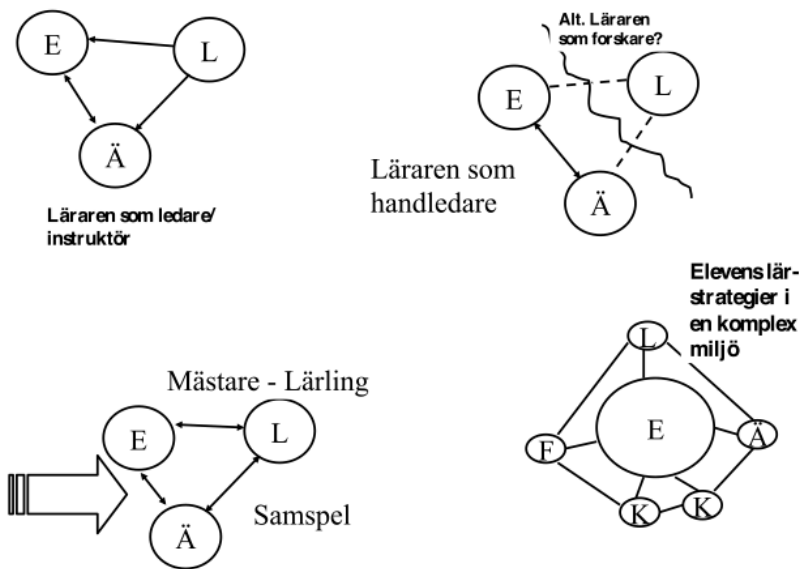 E
L
Ä
Läraren som ledare/
instruktör
Alt. Läraren
som forskare?
E
L
Ä
Läraren som
handledare
Mästare - Lärling
E
L
Ä
Samspel
Elevens lär-
strategier i
en komplex
miljö
L
E
F
Ä
K
K